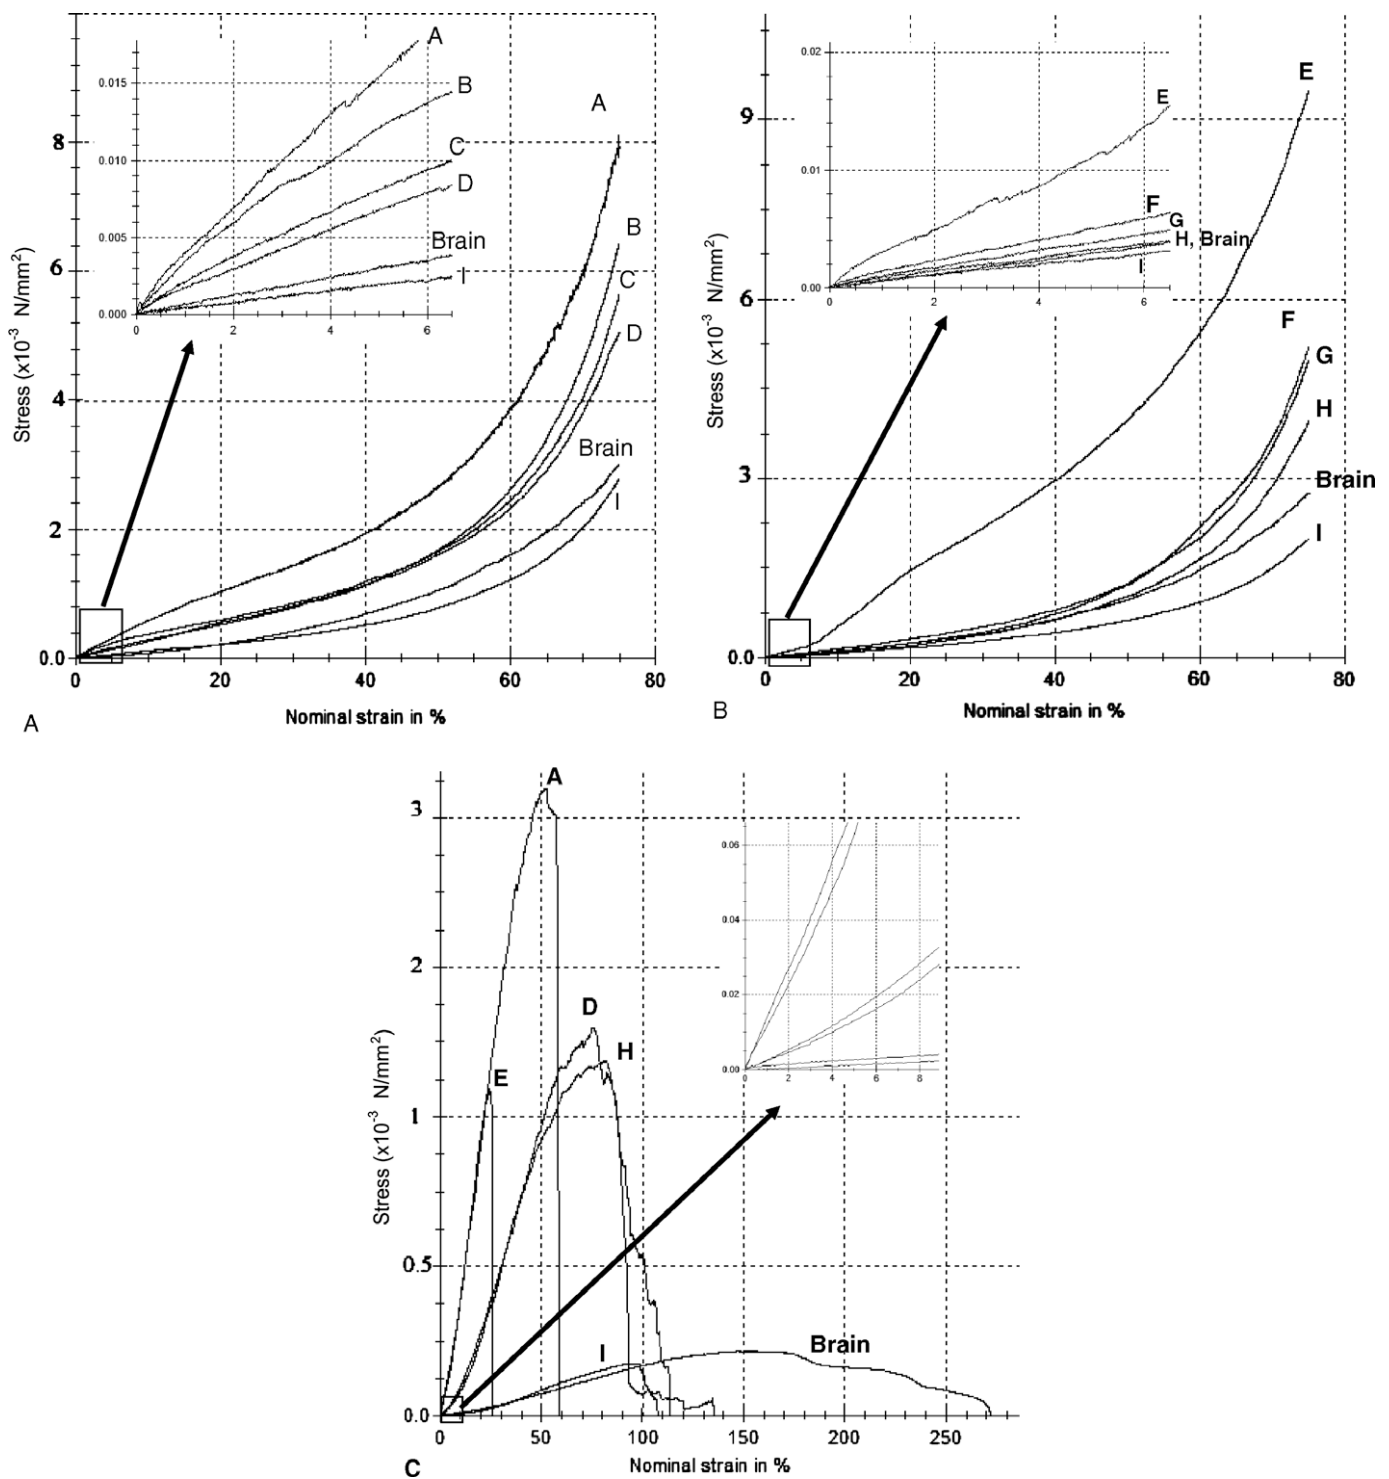 A
B
C
D
Brain
I
0.015
0.010
0.005
0.000
0 2 4 6
A
B
C
D
Brain
I
8
6
4
2
0.0
0 20 40 60 80
Stress (x10⁻³ N/mm²)
Nominal strain in %
A
0.02
0.01
0.00
0 2 4 6
E
F
G
H, Brain
I
E
F
G
H
Brain
I
9
6
3
0.0
0 20 40 60 80
Stress (x10⁻³ N/mm²)
Nominal strain in %
B
A
E
D
H
I
Brain
0.06
0.04
0.02
0.00
0 2 4 6 8
3
2
1
0.5
0.0
0 50 100 150 200 250
Stress (x10⁻³ N/mm²)
Nominal strain in %
C